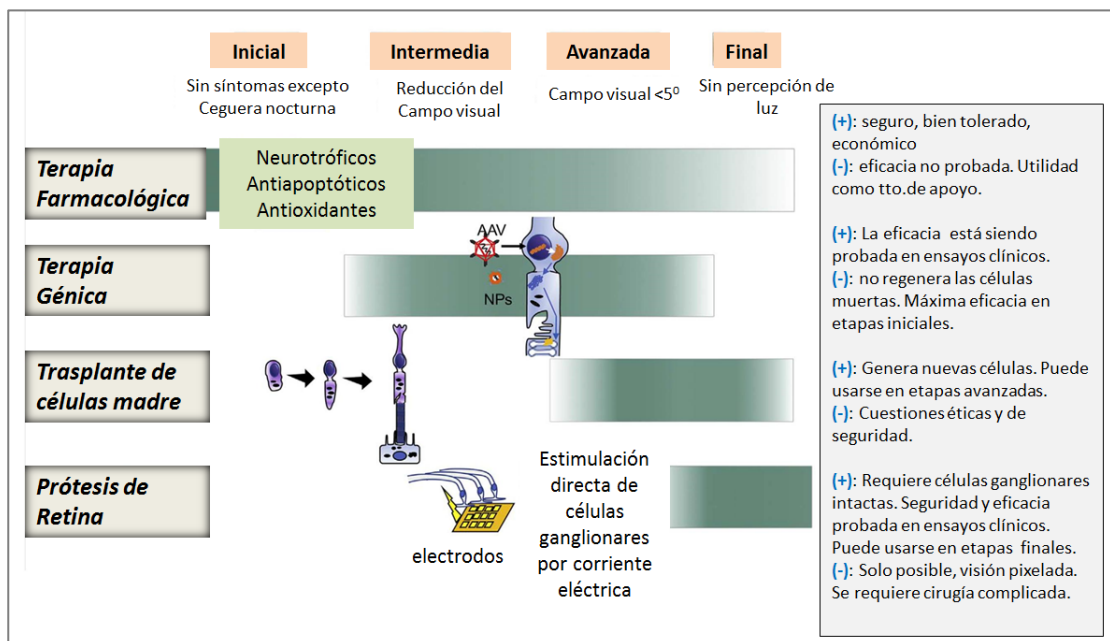 Inicial
Intermedia
Avanzada
Final
Sin síntomas excepto
Ceguera nocturna
Reducción del
Campo visual
Campo visual <5⁰
Sin percepción de
luz
Terapia
Farmacológica
Neurotróficos
Antiapoptóticos
Antioxidantes
(+): seguro, bien tolerado,
económico
(-): eficacia no probada. Utilidad
como tto.de apoyo.
Terapia
Génica
AAV
NPs
(+): La eficacia está siendo
probada en ensayos clínicos.
(-): no regenera las células
muertas. Máxima eficacia en
etapas iniciales.
Trasplante de
células madre
(+): Genera nuevas células. Puede
usarse en etapas avanzadas.
(-): Cuestiones éticas y de
seguridad.
Prótesis de
Retina
electrodos
Estimulación
directa de
células
ganglionares
por corriente
eléctrica
(+): Requiere células ganglionares
intactas. Seguridad y eficacia
probada en ensayos clínicos.
Puede usarse en etapas finales.
(-): Solo posible, visión pixelada.
Se requiere cirugía complicada.